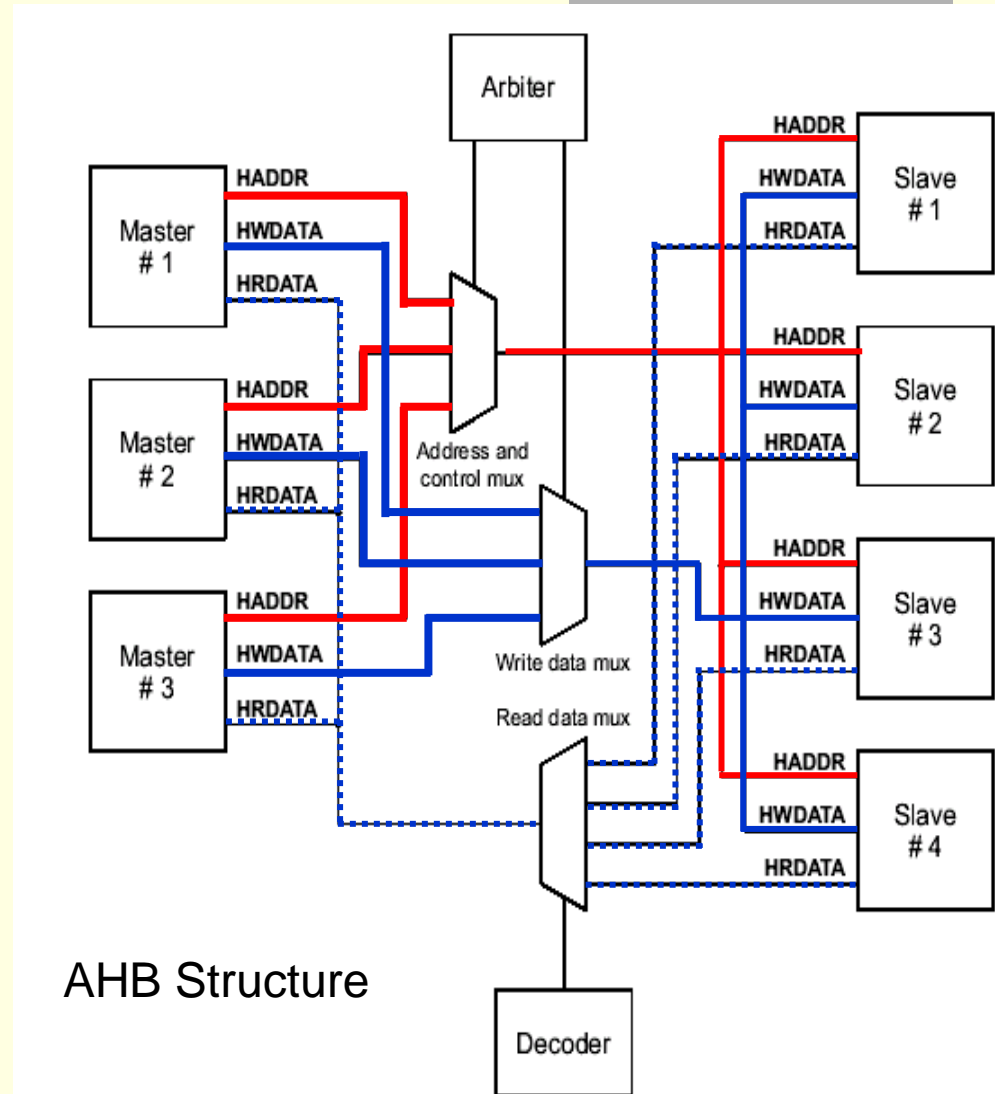 Arbiter
Master
# 1
HADDR
HWDATA
HRDATA
Master
# 2
HADDR
HWDATA
HRDATA
Master
# 3
HADDR
HWDATA
HRDATA
Address and
control mux
Write data mux
Read data mux
HADDR
HWDATA
HRDATA
Slave
# 1
HADDR
HWDATA
HRDATA
Slave
# 2
HADDR
HWDATA
HRDATA
Slave
# 3
HADDR
HWDATA
HRDATA
Slave
# 4
AHB Structure
Decoder